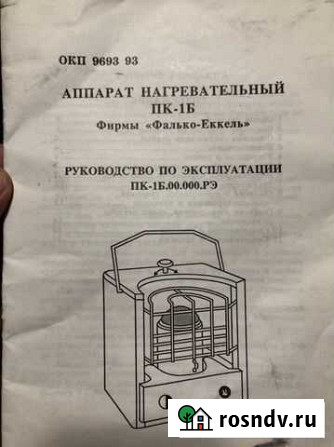 ОКП 9693 93
АППАРАТ НАГРЕВАТЕЛЬНЫЙ
ПК-1Б
Фирмы «Фалько-Еккель»
РУКОВОДСТВО ПО ЭКСПЛУАТАЦИИ
ПК-1Б.00.000.РЭ
rosndv.ru